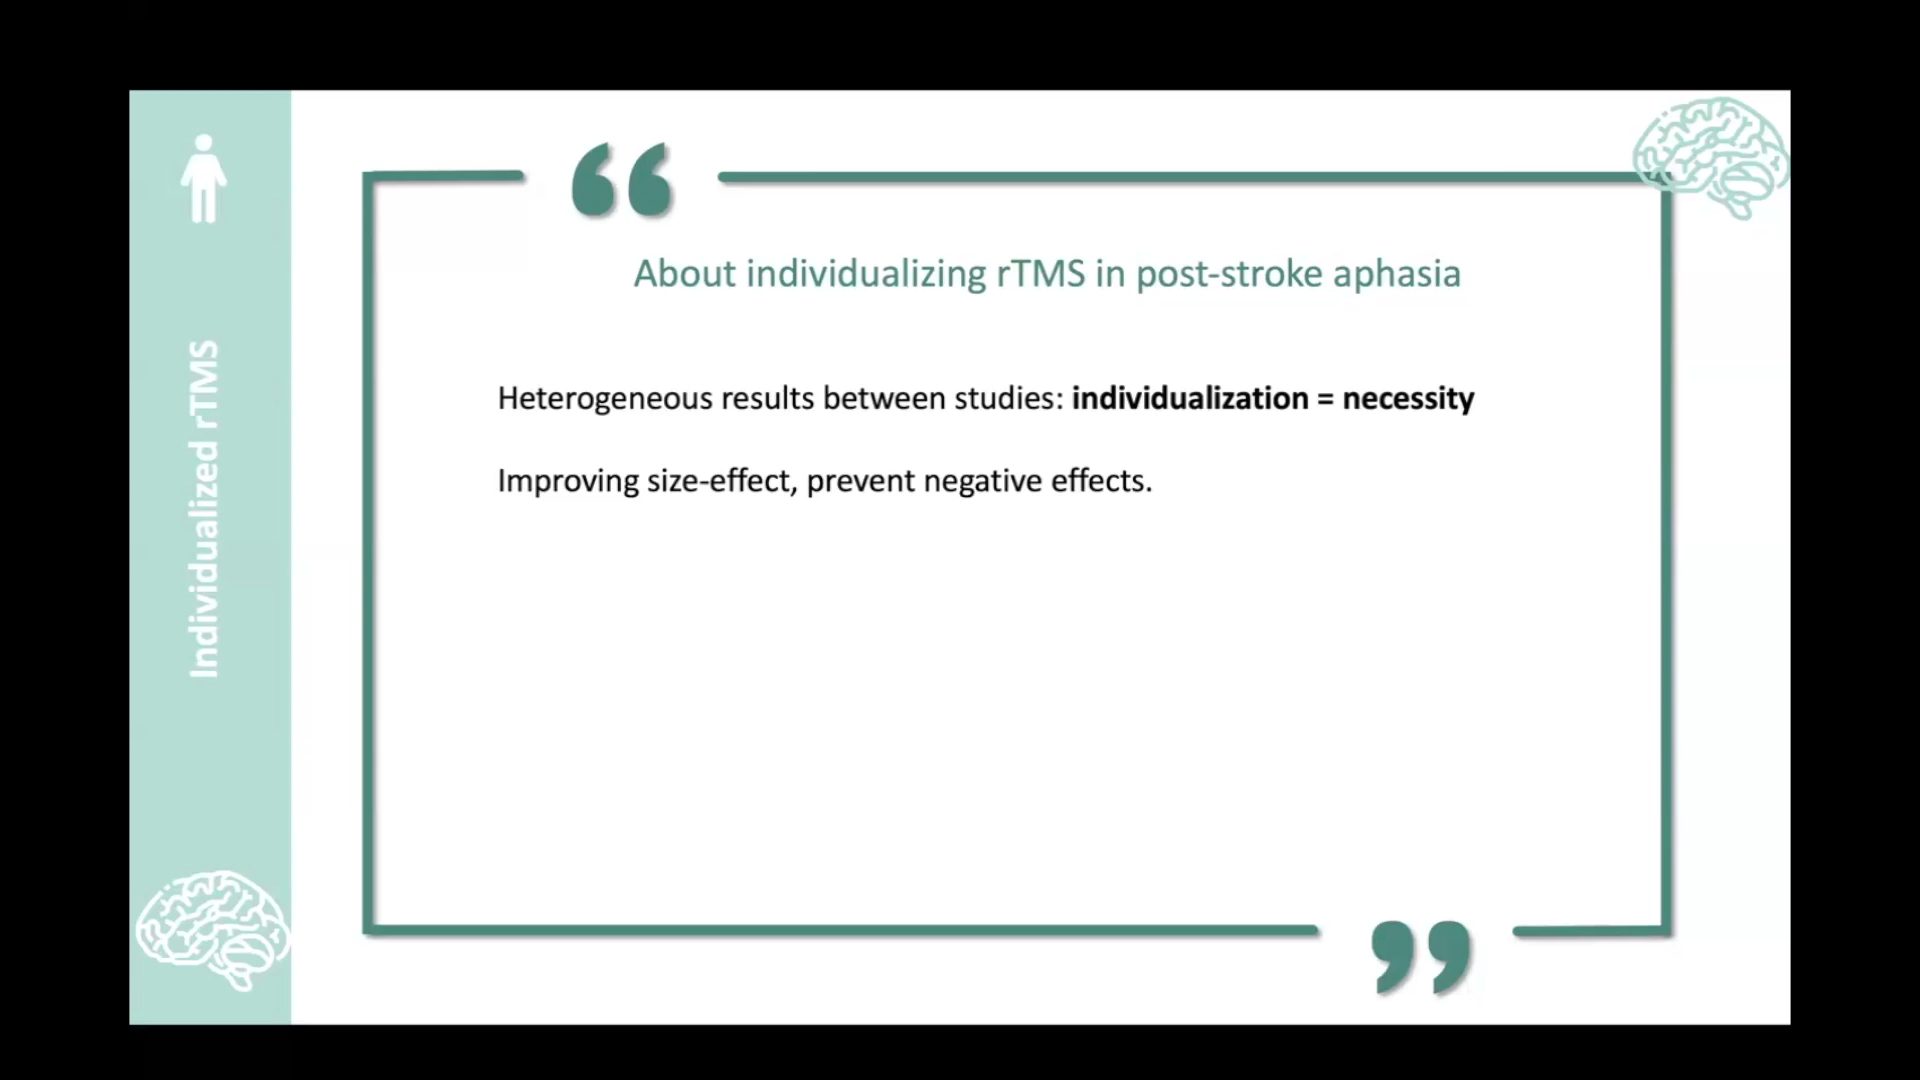 Individualized rTMS
“
About individualizing rTMS in post-stroke aphasia
Heterogeneous results between studies: individualization = necessity
Improving size-effect, prevent negative effects.
”